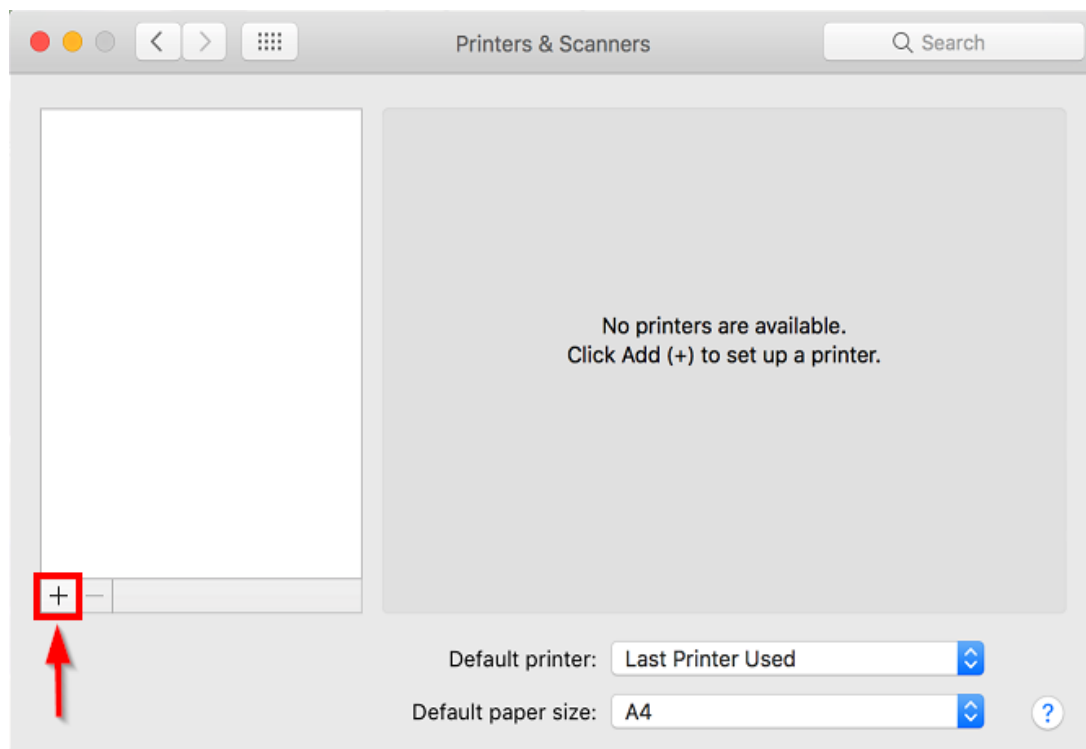 Printers & Scanners
Search
No printers are available.
Click Add (+) to set up a printer.
+ −
Default printer: Last Printer Used
Default paper size: A4
?